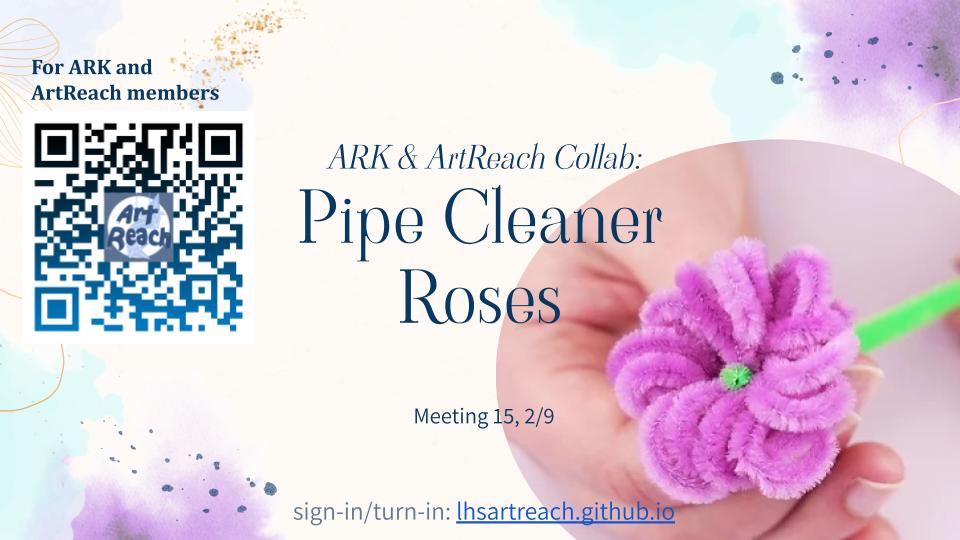 For ARK and
ArtReach members
Art
Reach
ARK & ArtReach Collab:
Pipe Cleaner
Roses
Meeting 15, 2/9
sign-in/turn-in: lhsartreach.github.io